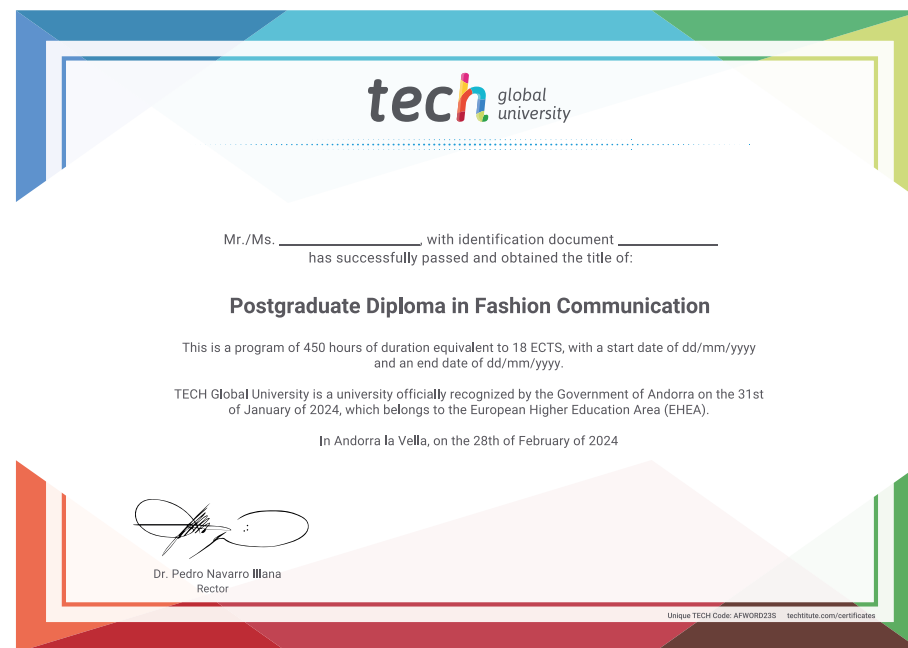 tech global
university
Mr./Ms. ____________, with identification document ____________
has successfully passed and obtained the title of:
Postgraduate Diploma in Fashion Communication
This is a program of 450 hours of duration equivalent to 18 ECTS, with a start date of dd/mm/yyyy
and an end date of dd/mm/yyyy.
TECH Global University is a university officially recognized by the Government of Andorra on the 31st
of January of 2024, which belongs to the European Higher Education Area (EHEA).
In Andorra la Vella, on the 28th of February of 2024
Dr. Pedro Navarro Illana
Rector
Unique TECH Code: AFWORD23S techtitute.com/certificates